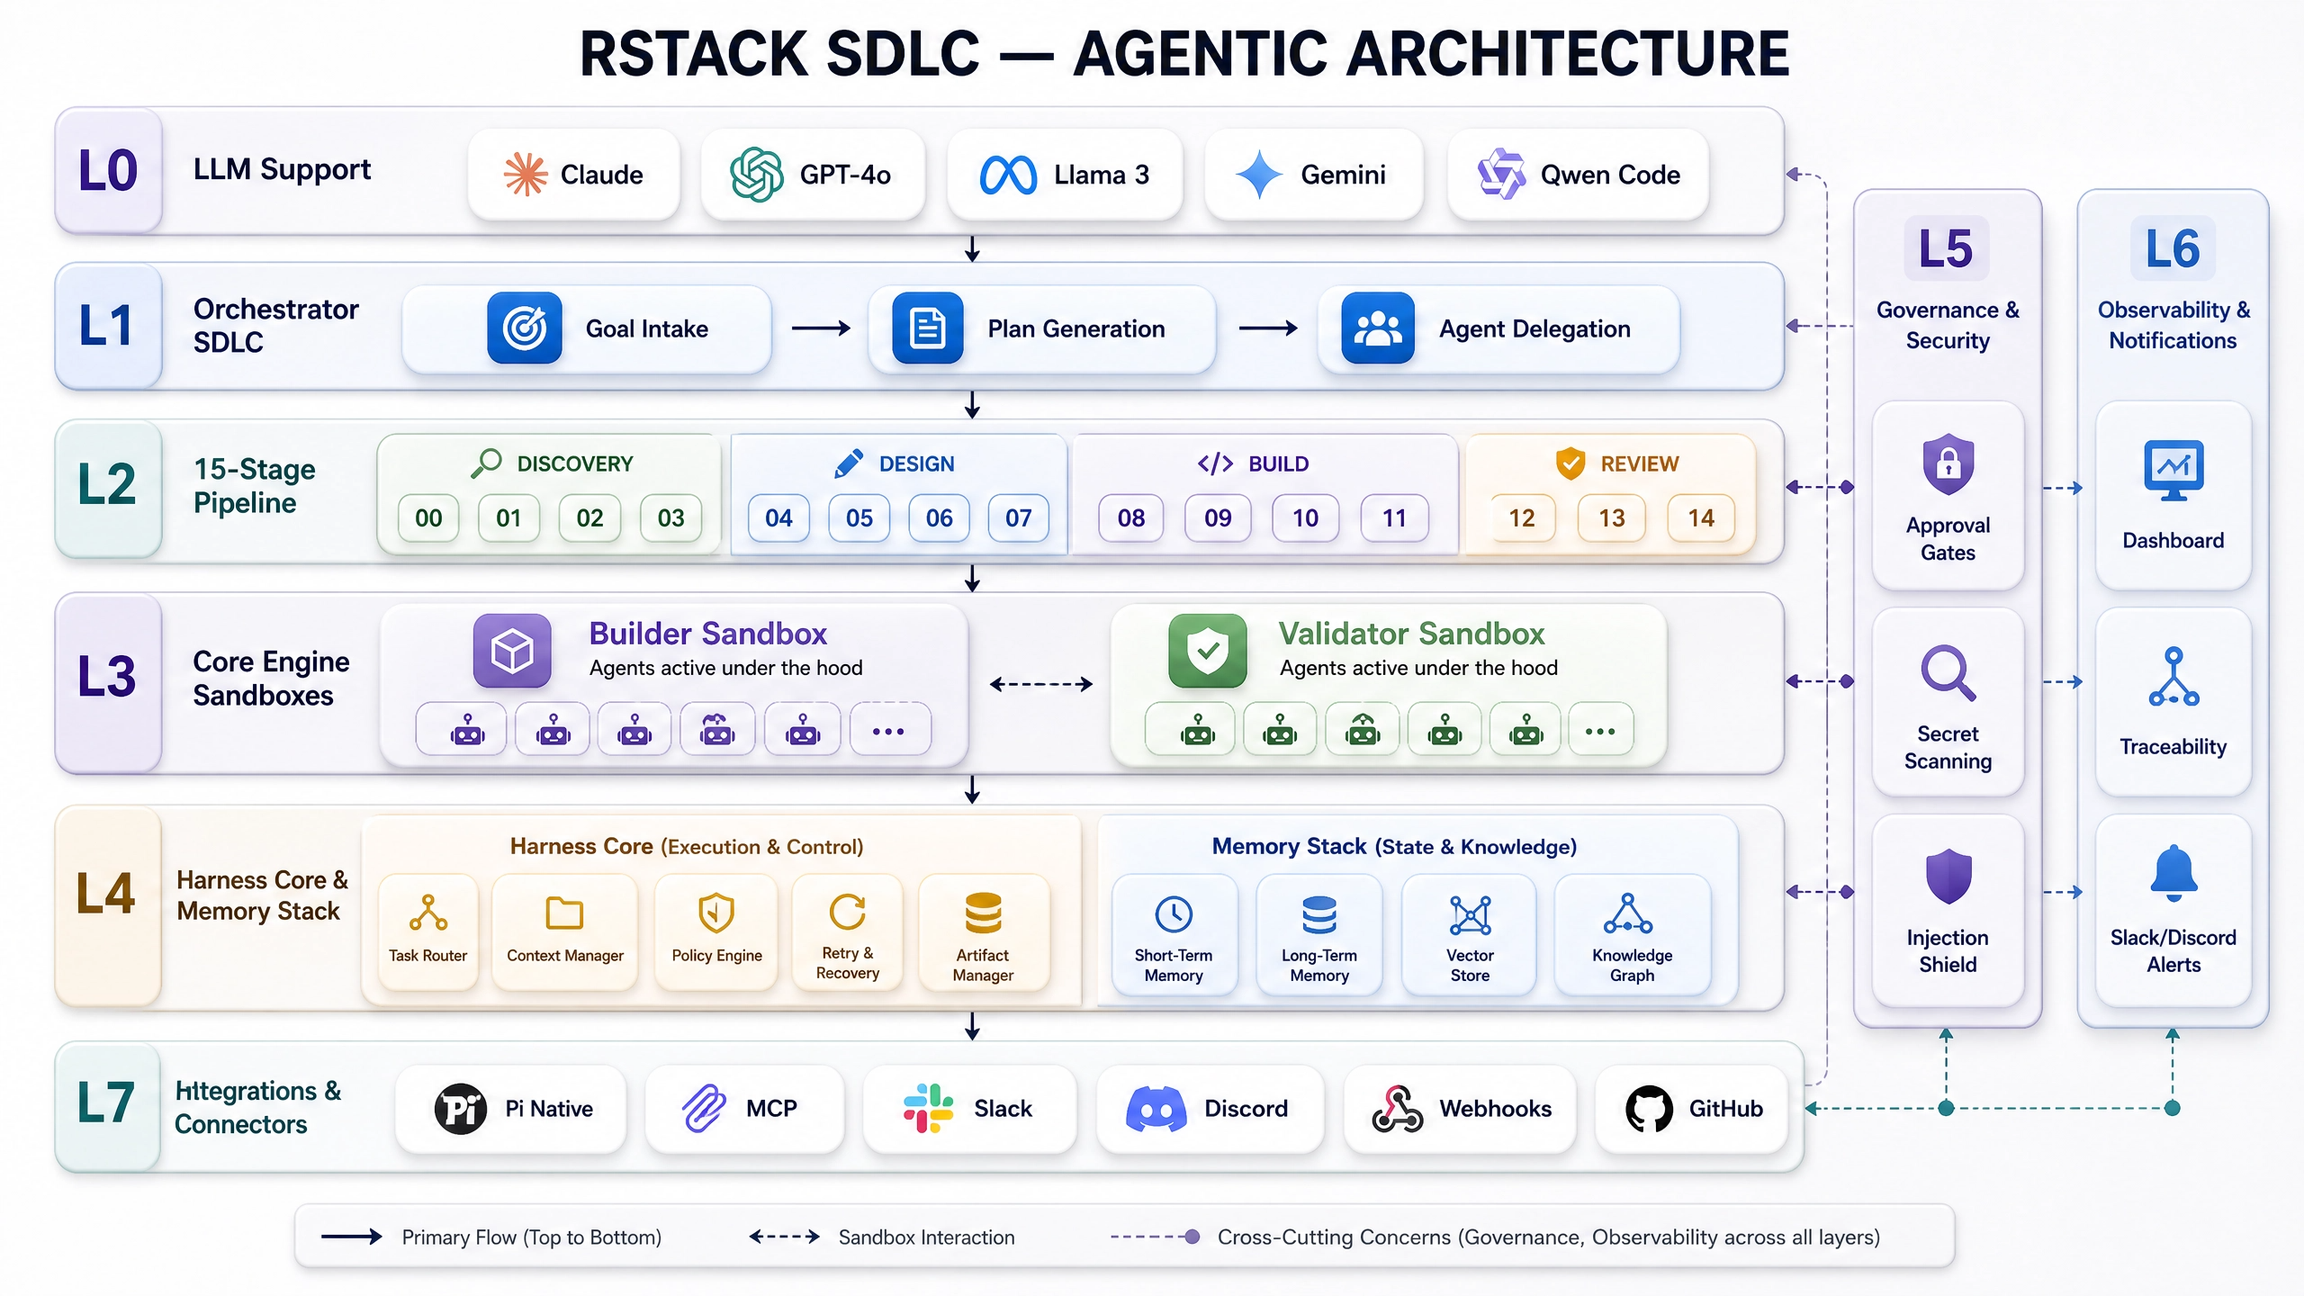 RSTACK SDLC — AGENTIC ARCHITECTURE
L0
LLM Support
Claude
GPT-4o
Llama 3
Gemini
Qwen Code
L1
Orchestrator
SDLC
Goal Intake
Plan Generation
Agent Delegation
L2
15-Stage
Pipeline
DISCOVERY
00 01 02 03
DESIGN
04 05 06 07
BUILD
08 09 10 11
REVIEW
12 13 14
L3
Core Engine
Sandboxes
Builder Sandbox
Agents active under the hood
...
Validator Sandbox
Agents active under the hood
...
L4
Harness Core &
Memory Stack
Harness Core (Execution & Control)
Task Router
Context Manager
Policy Engine
Retry &
Recovery
Artifact
Manager
Memory Stack (State & Knowledge)
Short-Term
Memory
Long-Term
Memory
Vector
Store
Knowledge
Graph
L7
& Connectors
Pi Pi Native
MCP
Slack
Discord
Webhooks
GitHub
L5
Governance &
Security
Approval
Gates
Secret
Scanning
Injection
Shield
L6
Observability &
Notifications
Dashboard
Traceability
Slack/Discord
Alerts
Primary Flow (Top to Bottom)
Sandbox Interaction
Cross-Cutting Concerns (Governance, Observability across all layers)